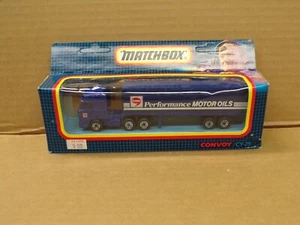 MATCHBOX
Performance MOTOR OILS
CONVOY